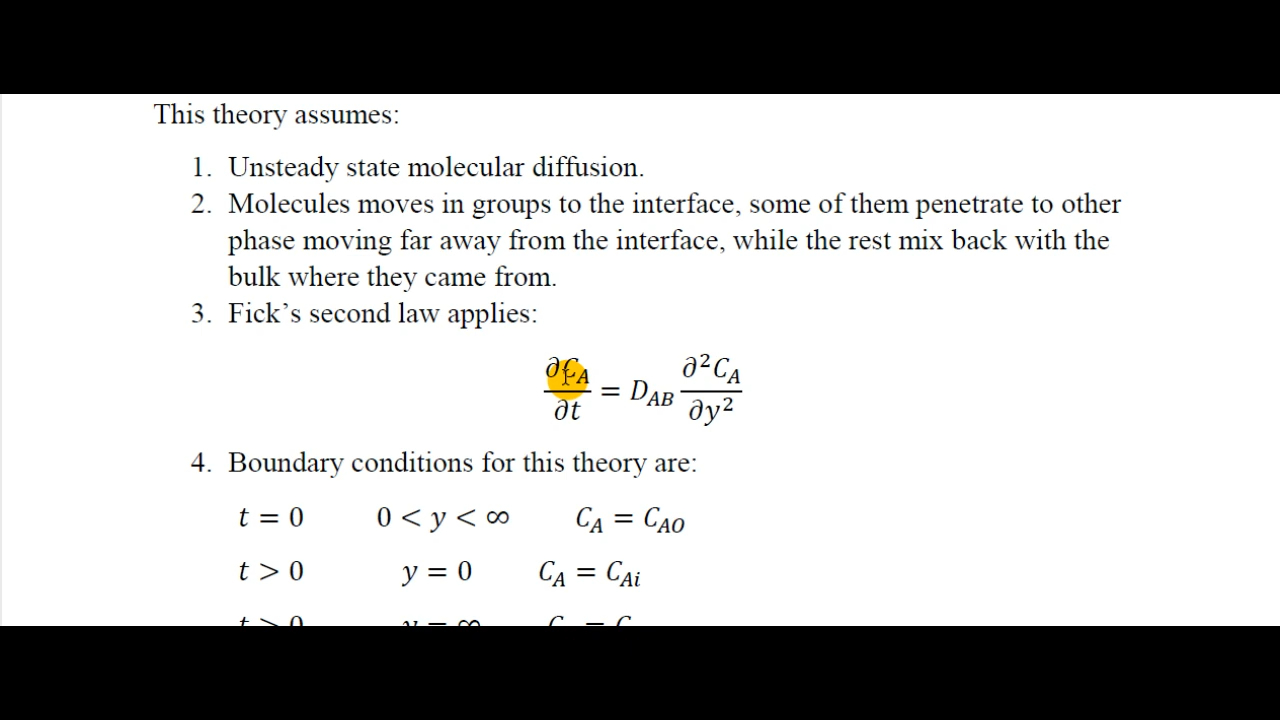 This theory assumes:
1. Unsteady state molecular diffusion.
2. Molecules moves in groups to the interface, some of them penetrate to other
phase moving far away from the interface, while the rest mix back with the
bulk where they came from.
3. Fick’s second law applies:
∂C_A/∂t = D_AB ∂²C_A/∂y²
4. Boundary conditions for this theory are:
t = 0 0 < y < ∞ C_A = C_AO
t > 0 y = 0 C_A = C_Ai